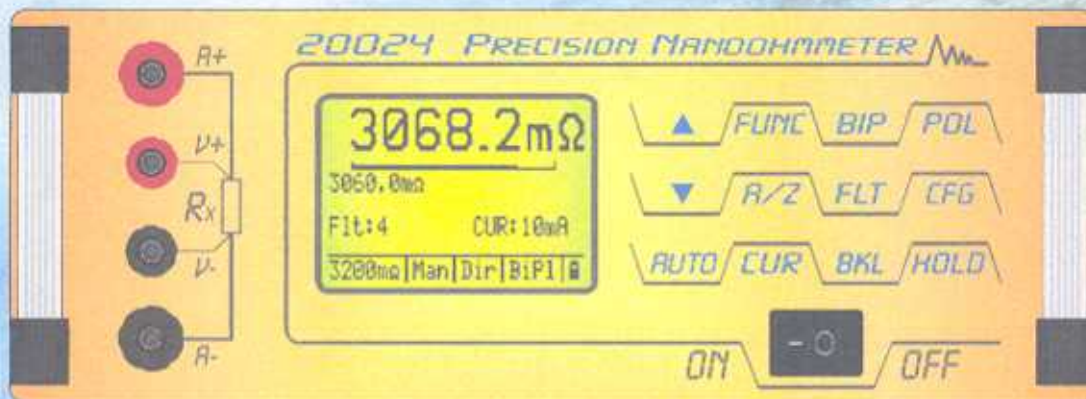 20024 PRECISION NANOOHMMETER
A+
V+
Rx
V-
A-
3068.2mΩ
3060,0mΩ
Flt:4 CUR:10mA
3200mΩ|Man|Dir|BiPl
▲ FUNC BIP POL
▼ A/Z FLT CFG
AUTO CUR BKL HOLD
ON - O OFF